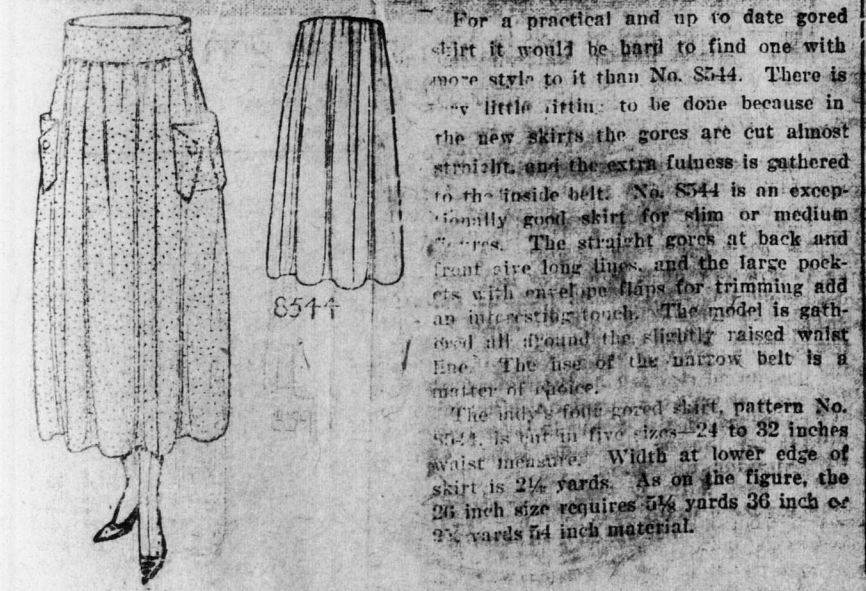 For a practical and up to date gored
skirt it would be hard to find one with
more style to it than No. 8544. There is
little fitting to be done because in
the new skirts the gores are cut almost
straight, and the extra fulness is gathered
to the inside belt. No. 8544 is an excep-
tionally good skirt for slim or medium
figures. The straight gores at back and
front give long lines, and the large pock-
ets with envelope flaps for trimming add
an interesting touch. The model is gath-
ered all around the slightly raised waist
line. The use of the narrow belt is a
matter of choice.
The lady's four gored skirt, pattern No.
8544, is cut in five sizes—24 to 32 inches
waist measure. Width at lower edge of
skirt is 2¼ yards. As on the figure, the
26 inch size requires yards 36 inch or
yards 54 inch material.
8544